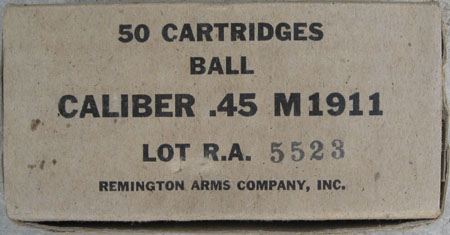 50 CARTRIDGES
BALL
CALIBER .45 M1911
LOT R.A. 5523
REMINGTON ARMS COMPANY, INC.